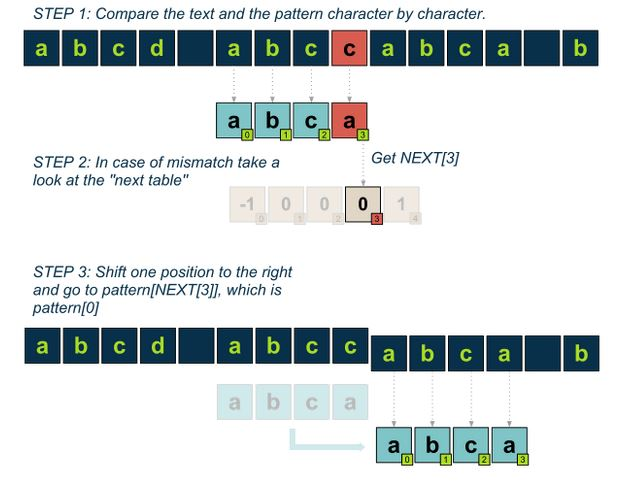 STEP 1: Compare the text and the pattern character by character.
a b c d a b c c a b c a b
a b c a
0 1 2 3
STEP 2: In case of mismatch take a
look at the "next table"
Get NEXT[3]
-1 0 0 0 1
0 1 2 3 4
STEP 3: Shift one position to the right
and go to pattern[NEXT[3]], which is
pattern[0]
a b c d a b c c a b c a b
a b c a
a b c a
0 1 2 3